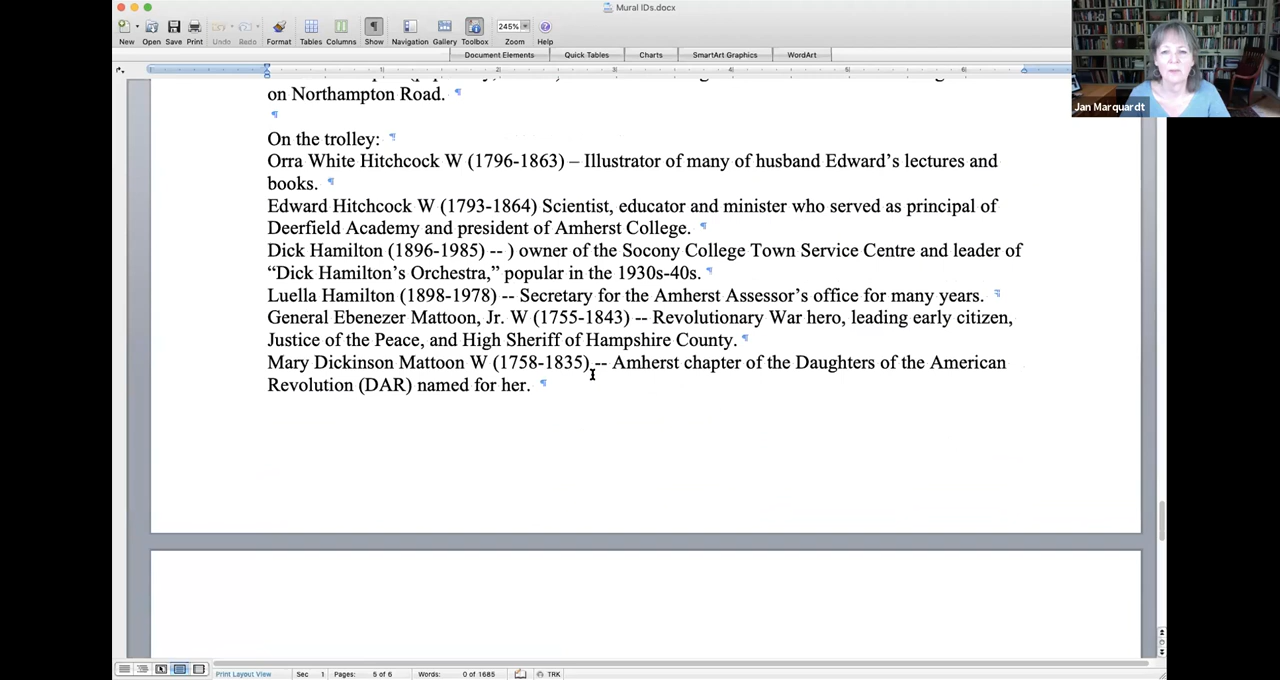 Mural IDs.docx
New Open Save Print Undo Redo Format Tables Columns Show Navigation Gallery Toolbox Zoom Help
245%
Document Elements Quick Tables Charts SmartArt Graphics WordArt
1 2 3 4 5 6
on Northampton Road. ¶
¶
On the trolley: ¶
Orra White Hitchcock W (1796-1863) – Illustrator of many of husband Edward’s lectures and
books. ¶
Edward Hitchcock W (1793-1864) Scientist, educator and minister who served as principal of
Deerfield Academy and president of Amherst College. ¶
Dick Hamilton (1896-1985) -- ) owner of the Socony College Town Service Centre and leader of
“Dick Hamilton’s Orchestra,” popular in the 1930s-40s. ¶
Luella Hamilton (1898-1978) -- Secretary for the Amherst Assessor’s office for many years. ¶
General Ebenezer Mattoon, Jr. W (1755-1843) -- Revolutionary War hero, leading early citizen,
Justice of the Peace, and High Sheriff of Hampshire County. ¶
Mary Dickinson Mattoon W (1758-1835) -- Amherst chapter of the Daughters of the American
Revolution (DAR) named for her. ¶
Jan Marquardt
Print Layout View Sec 1 Pages: 5 of 6 Words: 0 of 1685 TRK